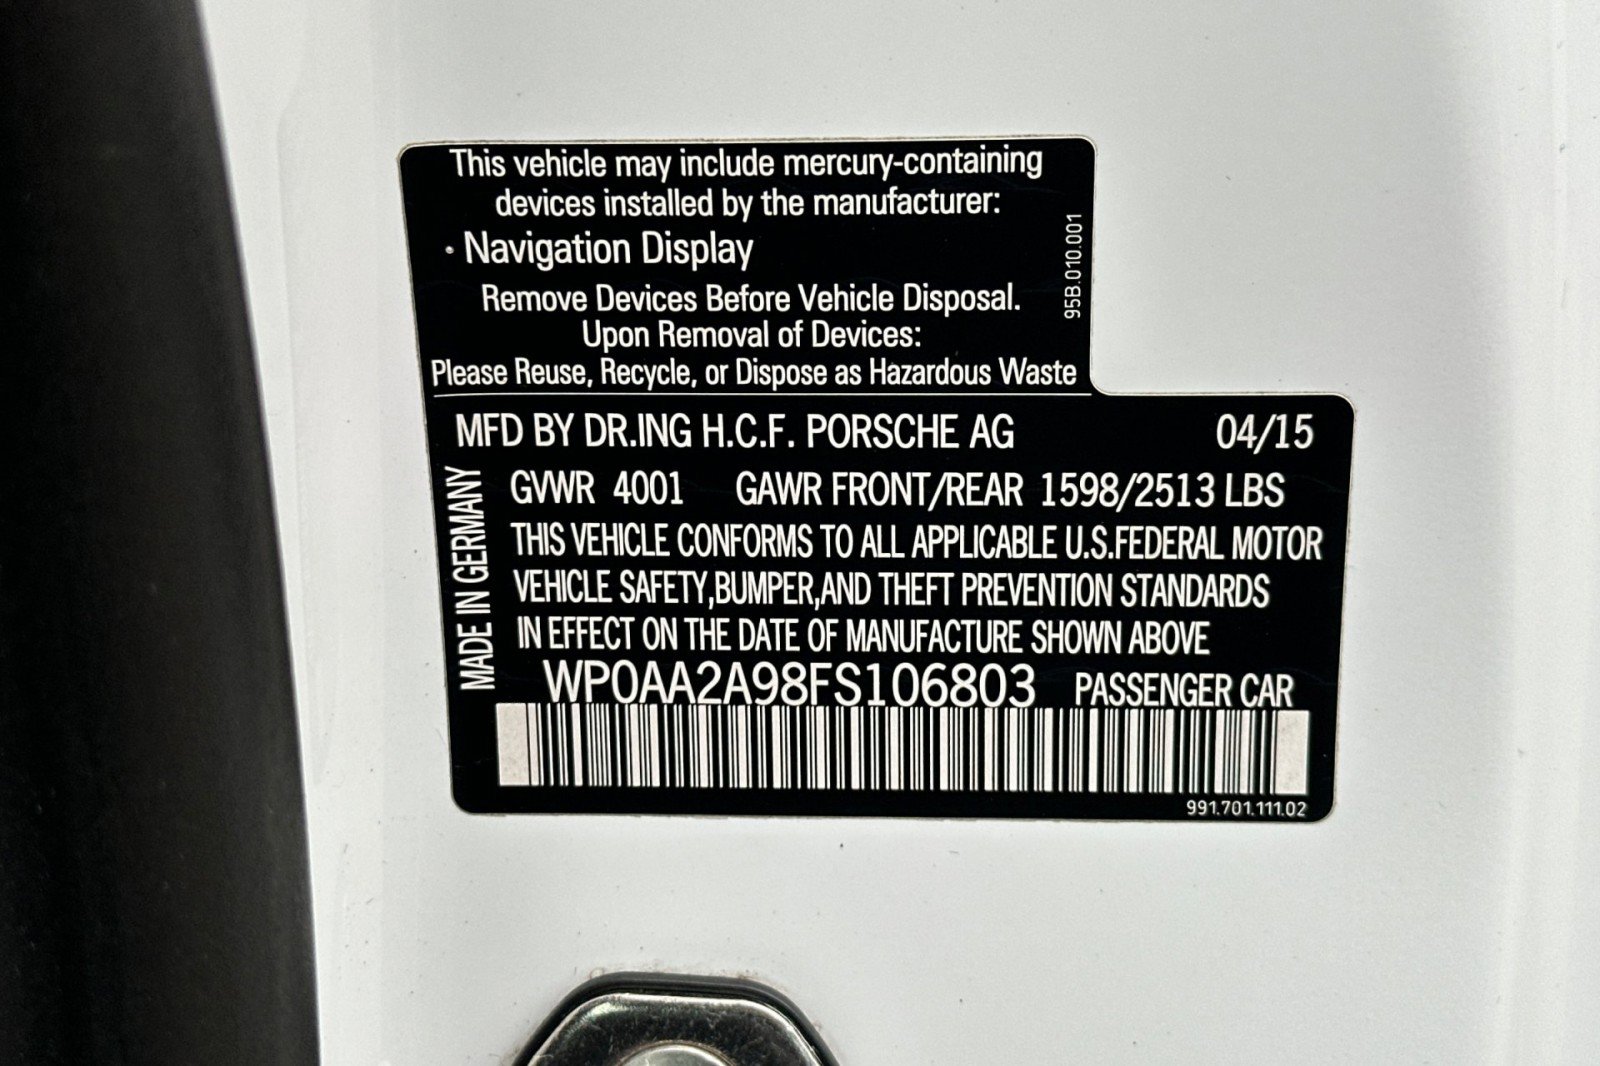 This vehicle may include mercury-containing
devices installed by the manufacturer:
· Navigation Display
Remove Devices Before Vehicle Disposal.
Upon Removal of Devices:
Please Reuse, Recycle, or Dispose as Hazardous Waste
95B.010.001
MFD BY DR.ING H.C.F. PORSCHE AG 04/15
GVWR 4001 GAWR FRONT/REAR 1598/2513 LBS
THIS VEHICLE CONFORMS TO ALL APPLICABLE U.S.FEDERAL MOTOR
VEHICLE SAFETY,BUMPER,AND THEFT PREVENTION STANDARDS
IN EFFECT ON THE DATE OF MANUFACTURE SHOWN ABOVE
MADE IN GERMANY
WP0AA2A98FS106803 PASSENGER CAR
991.701.111.02